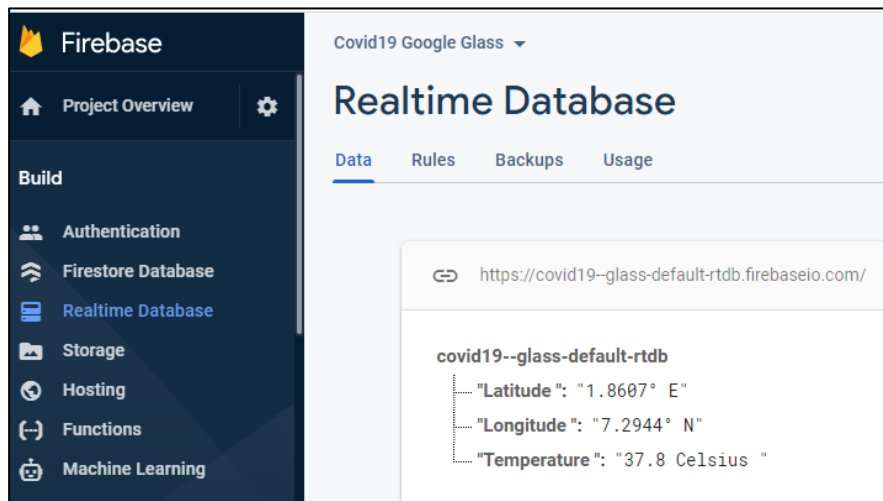 Firebase
Project Overview
Build
Authentication
Firestore Database
Realtime Database
Storage
Hosting
Functions
Machine Learning
Covid19 Google Glass
Realtime Database
Data Rules Backups Usage
https://covid19--glass-default-rtdb.firebaseio.com/
covid19--glass-default-rtdb
"Latitude ": "1.8607° E"
"Longitude ": "7.2944° N"
"Temperature ": "37.8 Celsius "